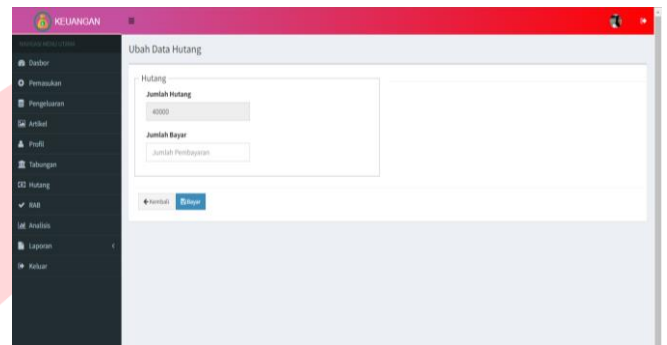 KEUANGAN
Ubah Data Hutang
Dasbor
Pemasukan
Pengeluaran
Artikel
Profil
Tabungan
Hutang
RAB
Analisis
Laporan
Keluar
Hutang
Jumlah Hutang
40000
Jumlah Bayar
Jumlah Pembayaran
Kembali
Bayar